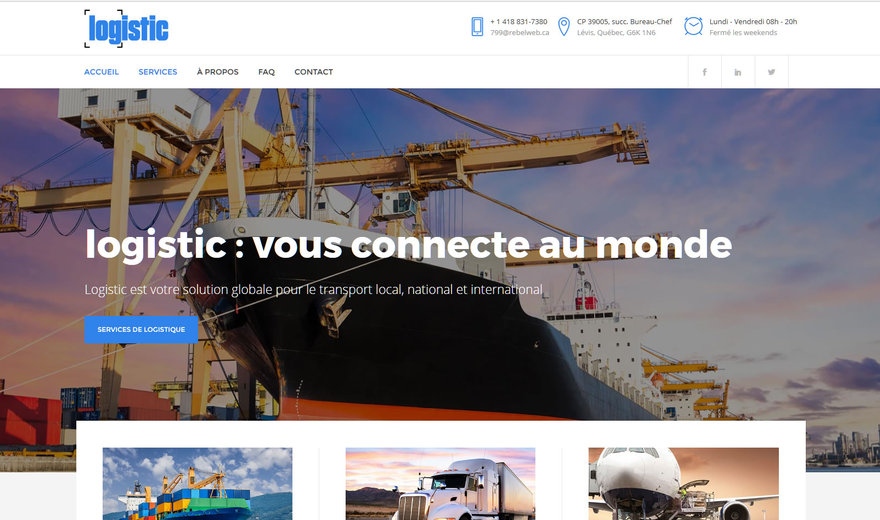 logistic
+ 1 418 831-7380
799@rebelweb.ca
CP 39005, succ. Bureau-Chef
Lévis, Québec, G6K 1N6
Lundi - Vendredi 08h - 20h
Fermé les weekends
ACCUEIL SERVICES À PROPOS FAQ CONTACT
logistic : vous connecte au monde
Logistic est votre solution globale pour le transport local, national et international
SERVICES DE LOGISTIQUE